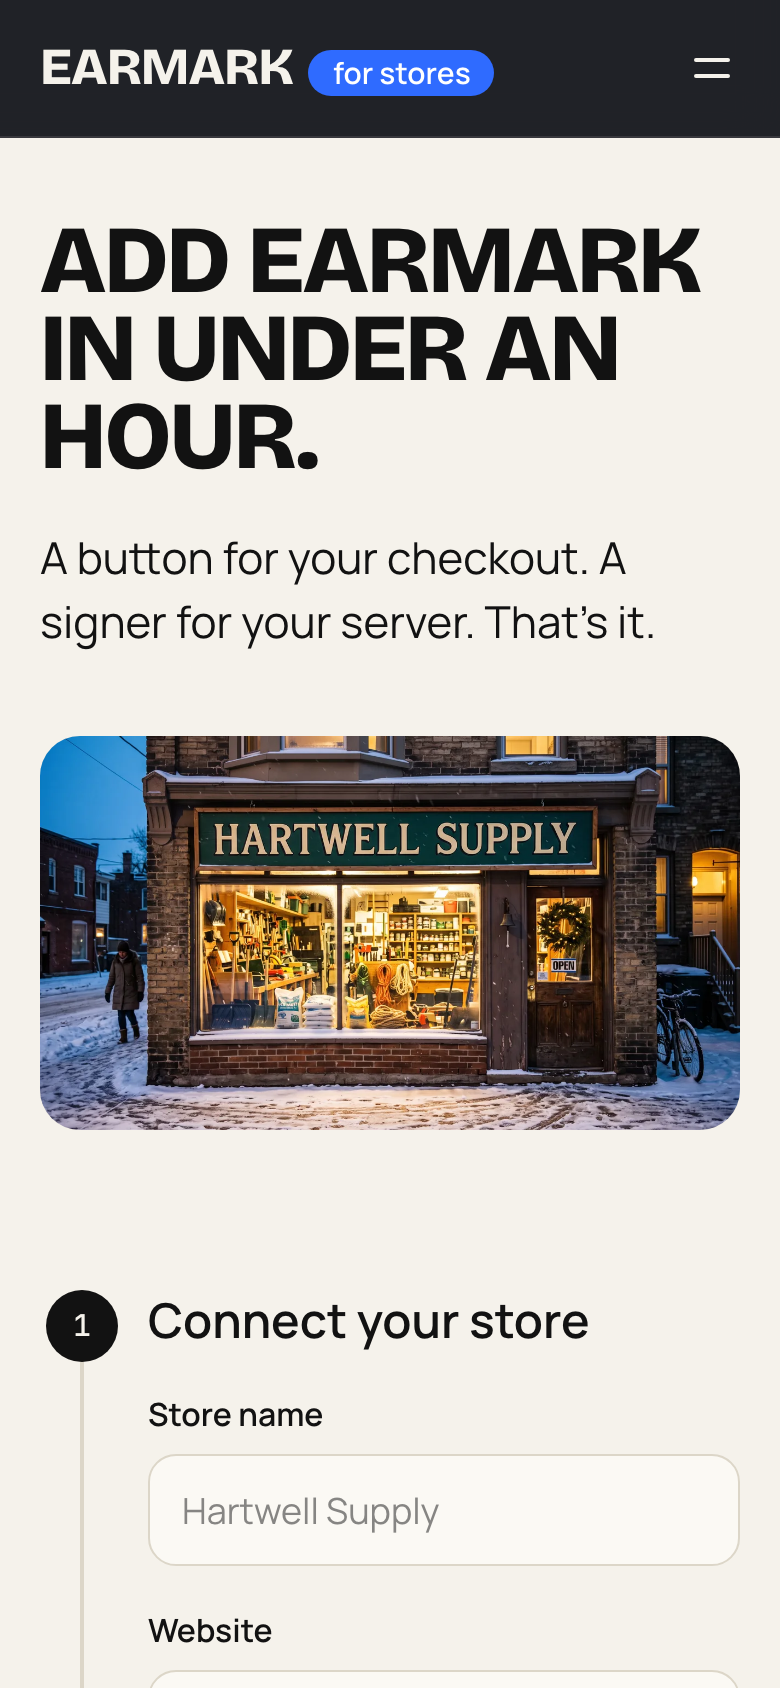 EARMARK for stores
ADD EARMARK
IN UNDER AN
HOUR.
A button for your checkout. A
signer for your server. That’s it.
HARTWELL SUPPLY
OPEN
1 Connect your store
Store name
Hartwell Supply
Website